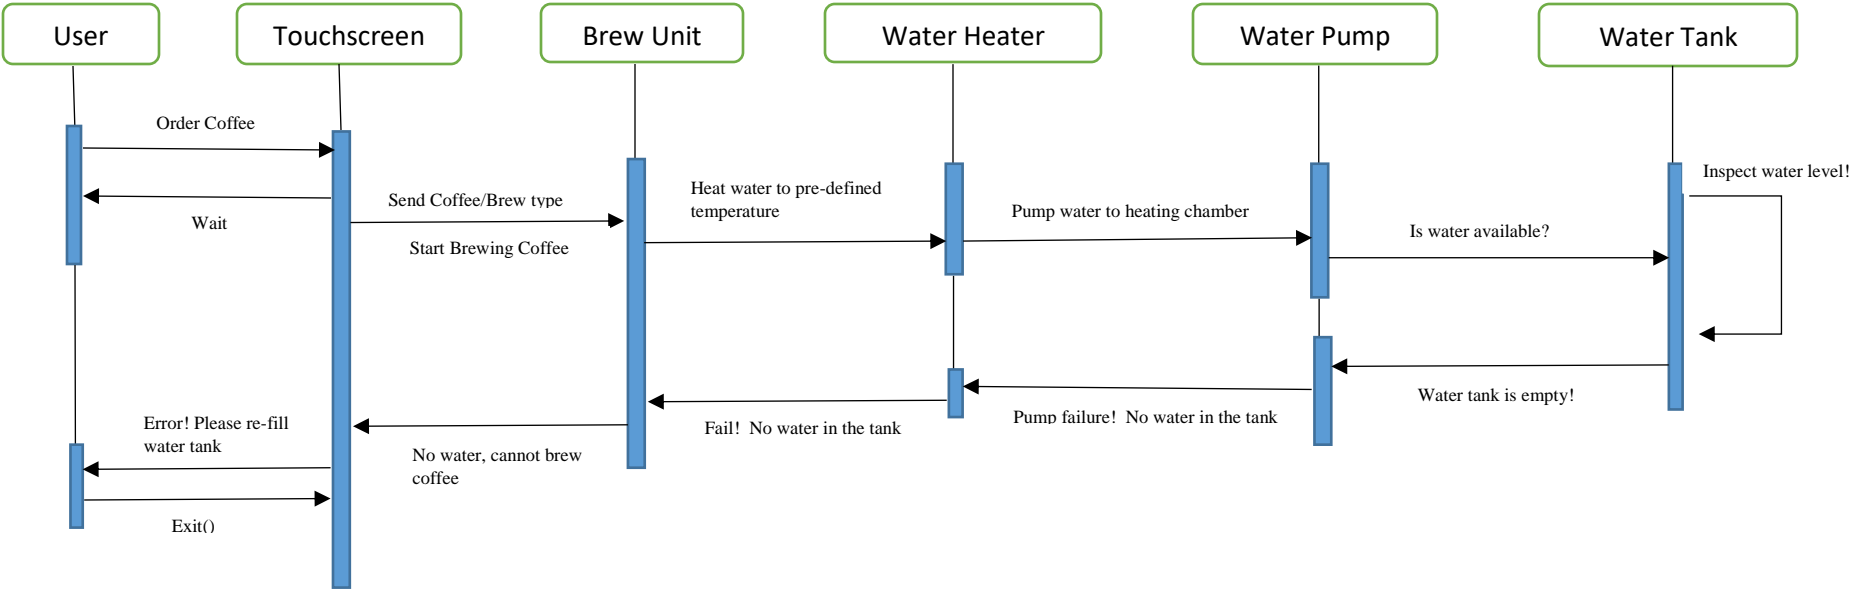 User
Touchscreen
Brew Unit
Water Heater
Water Pump
Water Tank
Order Coffee
Wait
Send Coffee/Brew type
Start Brewing Coffee
Heat water to pre-defined
temperature
Pump water to heating chamber
Is water available?
Inspect water level!
Water tank is empty!
Pump failure!  No water in the tank
Fail!  No water in the tank
No water, cannot brew
coffee
Error! Please re-fill
water tank
Exit()